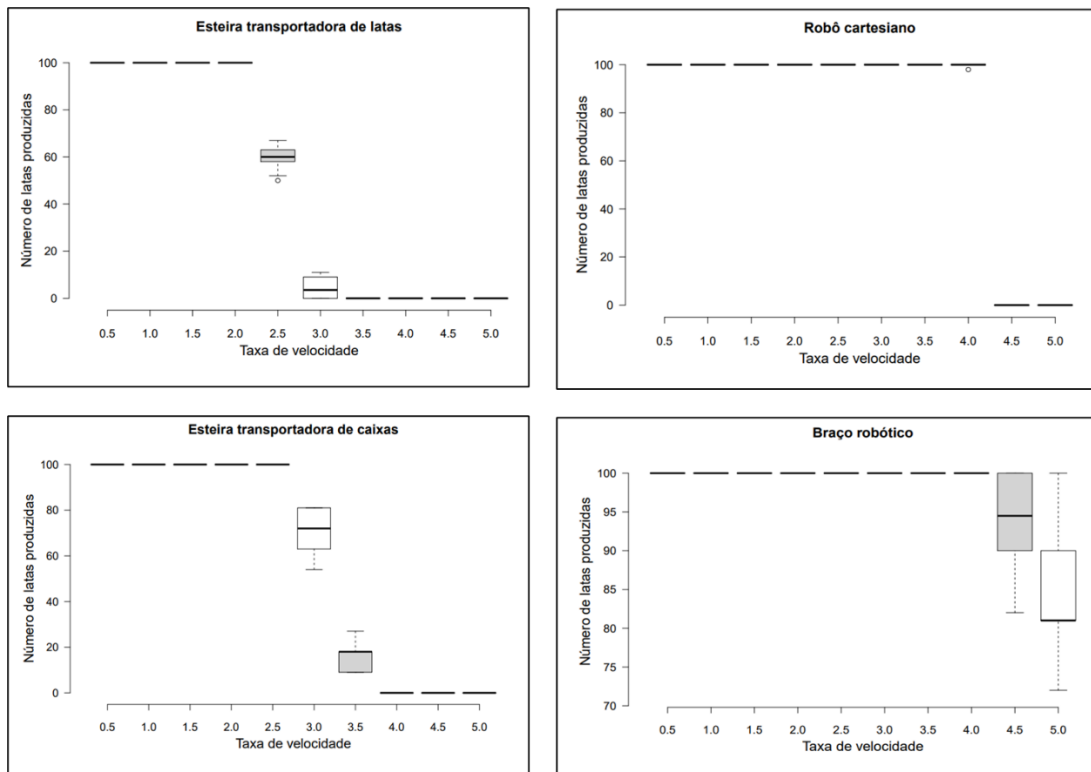 Esteira transportadora de latas
Número de latas produzidas
100
80
60
40
20
0
0.5 1.0 1.5 2.0 2.5 3.0 3.5 4.0 4.5 5.0
Taxa de velocidade
Robô cartesiano
Número de latas produzidas
100
80
60
40
20
0
0.5 1.0 1.5 2.0 2.5 3.0 3.5 4.0 4.5 5.0
Taxa de velocidade
Esteira transportadora de caixas
Número de latas produzidas
100
80
60
40
20
0
0.5 1.0 1.5 2.0 2.5 3.0 3.5 4.0 4.5 5.0
Taxa de velocidade
Braço robótico
Número de latas produzidas
100
95
90
85
80
75
70
0.5 1.0 1.5 2.0 2.5 3.0 3.5 4.0 4.5 5.0
Taxa de velocidade